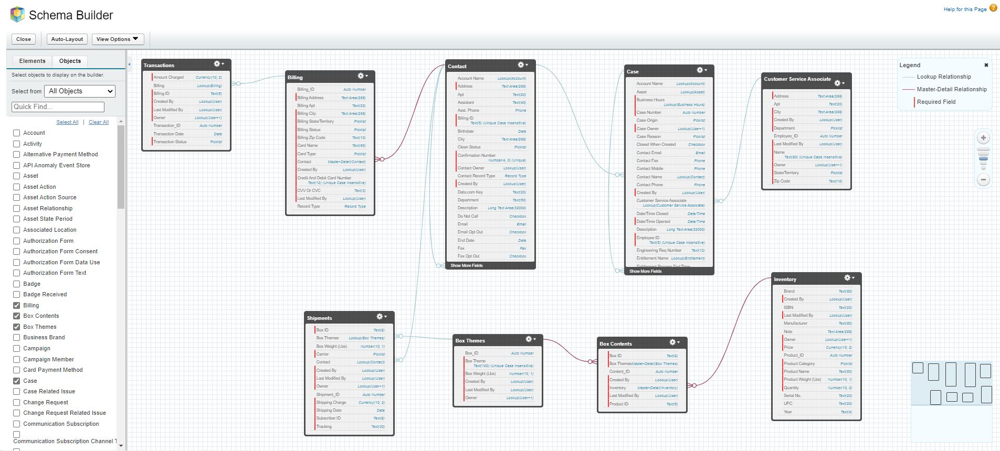 Schema Builder
Help for this Page
Close
Auto-Layout
View Options
Elements
Objects
Select objects to display on the builder.
Select from All Objects
Quick Find...
Select All | Clear All
Account
Activity
Alternative Payment Method
API Anomaly Event Store
Asset
Asset Action
Asset Action Source
Asset Relationship
Asset State Period
Associated Location
Authorization Form
Authorization Form Consent
Authorization Form Data Use
Authorization Form Text
Badge
Badge Received
Billing
Box Contents
Box Themes
Business Brand
Campaign
Campaign Member
Card Payment Method
Case
Case Related Issue
Change Request
Change Request Related Issue
Communication Subscription
Communication Subscription Channel T
Transactions
Amount Charged Currency(10, 2)
Billing Lookup(Billing)
Billing ID Text(6)
Created By Lookup(User)
Last Modified By Lookup(User)
Owner Lookup(User+1)
Transaction_ID Auto Number
Transaction Date Date
Transaction Status Picklist
Billing
Billing_ID Auto Number
Billing Address Text Area(255)
Billing Apt Text(20)
Billing City Text Area(255)
Billing State/Territory Picklist
Billing Status Picklist
Billing Zip Code Text(10)
Card Name Text(50)
Card Type Picklist
Contact Master-Detail(Contact)
Created By Lookup(User)
Credit And Debit Card Number
Text(12) (Unique Case Insensitive)
CVV Or CVC Text(3)
Last Modified By Lookup(User)
Record Type Record Type
Contact
Account Name Lookup(Account)
Address Text Area(255)
Apt Text(20)
Assistant Text(40)
Asst. Phone Phone
Billing ID
Text(6) (Unique Case Insensitive)
Birthdate Date
City Text Area(255)
Clean Status Picklist
Confirmation Number
Number(4, 0) (Unique)
Contact Owner Lookup(User)
Contact Record Type Record Type
Created By Lookup(User)
Data.com Key Text(20)
Department Text(80)
Description Long Text Area(32000)
Do Not Call Checkbox
Email Email
Email Opt Out Checkbox
End Date Date
Fax Fax
Fax Opt Out Checkbox
Show More Fields
Case
Account Name Lookup(Account)
Asset Lookup(Asset)
Business Hours
Lookup(Business Hours)
Case Number Auto Number
Case Origin Picklist
Case Owner Lookup(User+1)
Case Reason Picklist
Closed When Created Checkbox
Contact Email Email
Contact Fax Phone
Contact Mobile Phone
Contact Name Lookup(Contact)
Contact Phone Phone
Created By Lookup(User)
Customer Service Associate
Lookup(Customer Service Associate)
Date/Time Closed Date/Time
Date/Time Opened Date/Time
Description Long Text Area(32000)
Employee ID
Text(6) (Unique Case Insensitive)
Engineering Req Number Text(12)
Entitlement Name Lookup(Entitlement)
Entitlement Process End Time
Show More Fields
Customer Service Associate
Address Text Area(255)
Apt Text(20)
City Text Area(255)
Created By Lookup(User)
Department Picklist
Employee_ID Auto Number
Last Modified By Lookup(User)
Name
Text(50) (Unique Case Insensitive)
Owner Lookup(User+1)
State/Territory Picklist
Zip Code Text(10)
Legend
Lookup Relationship
Master-Detail Relationship
Required Field
Shipments
Box ID Text(9)
Box Themes Lookup(Box Themes)
Box Weight (Lbs) Number(10, 1)
Carrier Picklist
Contact Lookup(Contact)
Created By Lookup(User)
Last Modified By Lookup(User)
Owner Lookup(User+1)
Shipment_ID Auto Number
Shipping Charge Currency(10, 2)
Shipping Date Date
Subscriber ID Text(9)
Tracking Text(30)
Box Themes
Box_ID Auto Number
Box Theme
Text(100) (Unique Case Insensitive)
Box Weight (Lbs) Number(10, 1)
Created By Lookup(User)
Last Modified By Lookup(User)
Owner Lookup(User+1)
Box Contents
Box ID Text(9)
Box Themes Master-Detail(Box Themes)
Content_ID Auto Number
Created By Lookup(User)
Inventory Master-Detail(Inventory)
Last Modified By Lookup(User)
Product ID Text(8)
Inventory
Brand Text(50)
Created By Lookup(User)
ISBN Text(20)
Last Modified By Lookup(User)
Manufacturer Text(50)
Note Text Area(255)
Owner Lookup(User+1)
Price Currency(10, 2)
Product_ID Auto Number
Product Category Picklist
Product Name Text(80)
Product Weight (Lbs) Number(10, 1)
Quantity Number(10, 0)
Serial No. Text(20)
UPC Text(20)
Year Text(4)